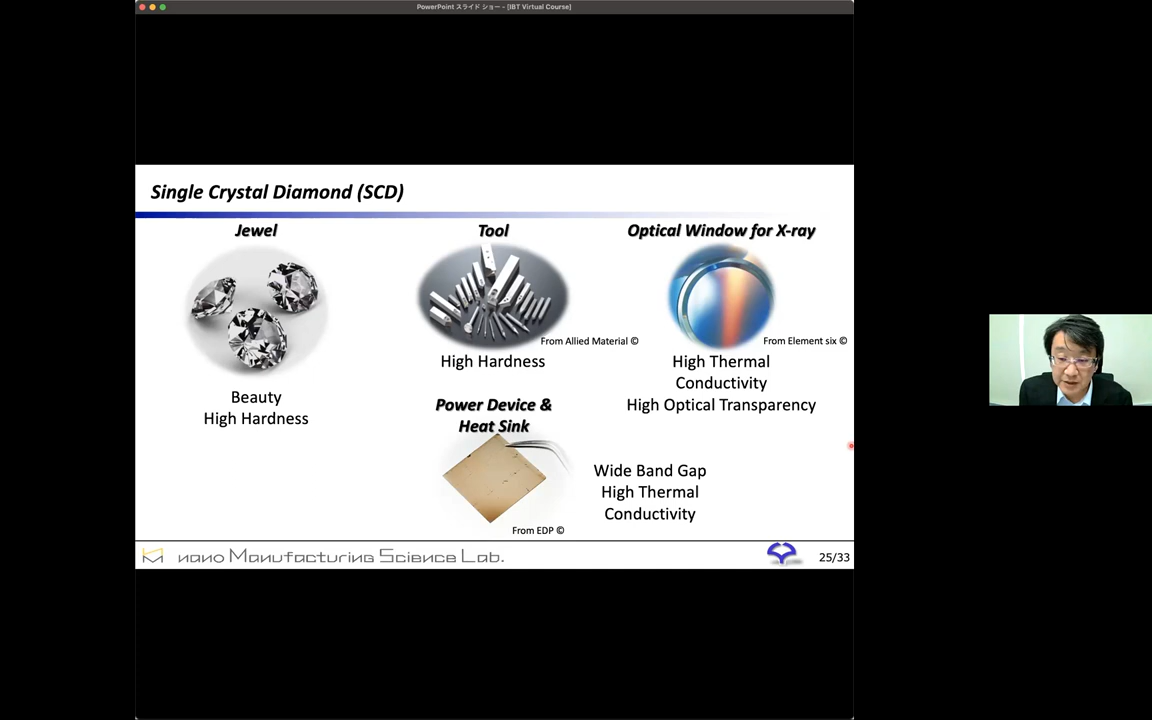 PowerPoint スライド ショー - [IBT Virtual Course]
Single Crystal Diamond (SCD)
Jewel
Beauty
High Hardness
Tool
From Allied Material ©
High Hardness
Optical Window for X-ray
From Element six ©
High Thermal
Conductivity
High Optical Transparency
Power Device &
Heat Sink
From EDP ©
Wide Band Gap
High Thermal
Conductivity
nano Manufacturing Science Lab.
25/33